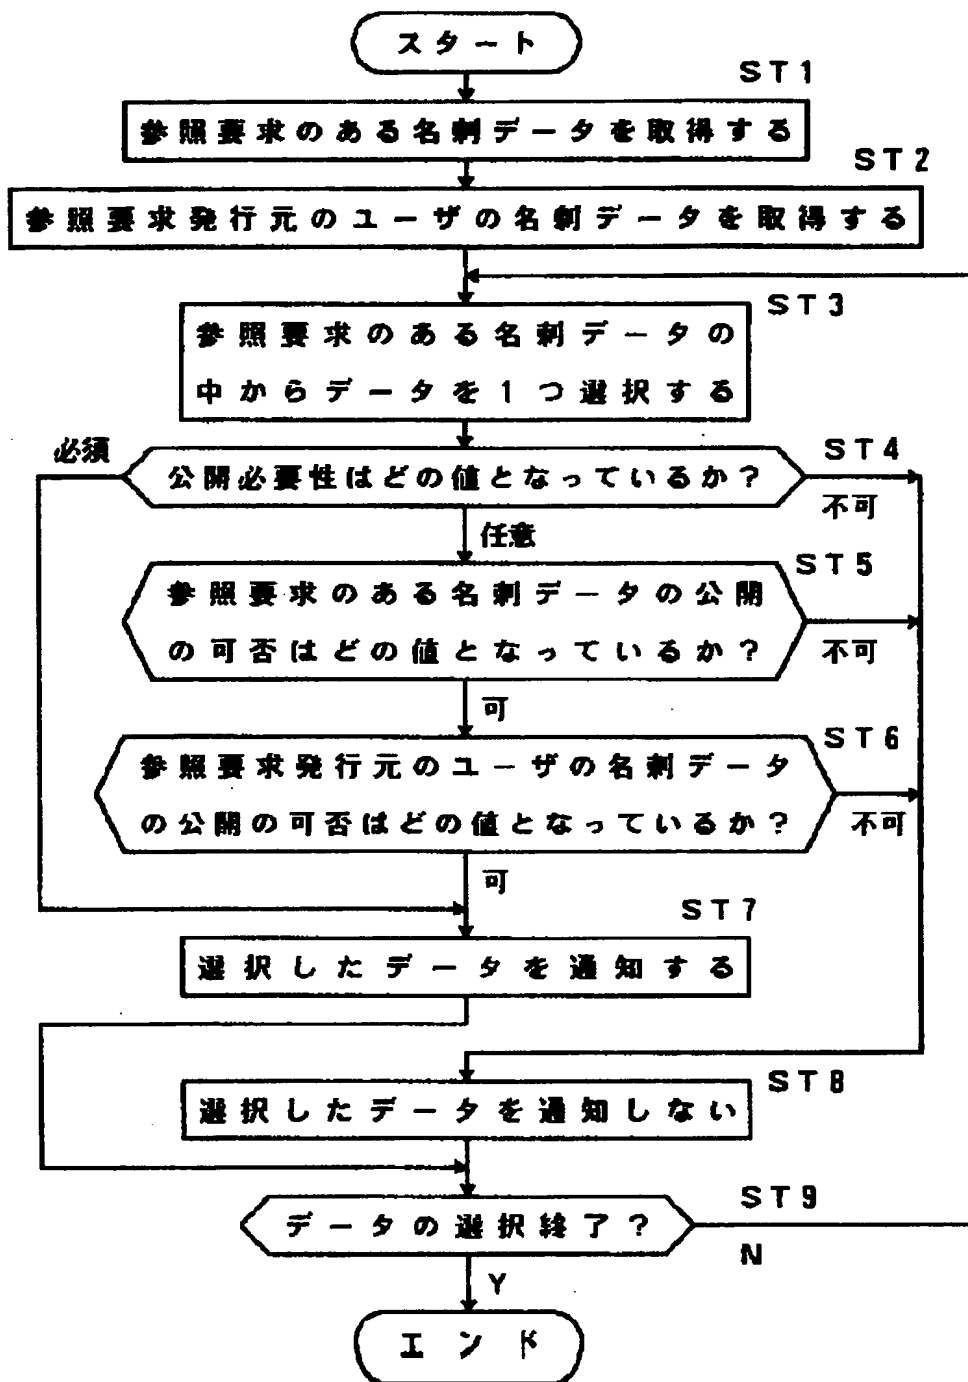 スタート
ST1
参照要求のある名刺データを取得する
ST2
参照要求発行元のユーザの名刺データを取得する
ST3
参照要求のある名刺データの
中からデータを1つ選択する
必須
ST4
公開必要性はどの値となっているか?
不可
任意
ST5
参照要求のある名刺データの公開
の可否はどの値となっているか?
不可
可
ST6
参照要求発行元のユーザの名刺データ
の公開の可否はどの値となっているか?
不可
可
ST7
選択したデータを通知する
ST8
選択したデータを通知しない
ST9
データの選択終了?
N
Y
エンド